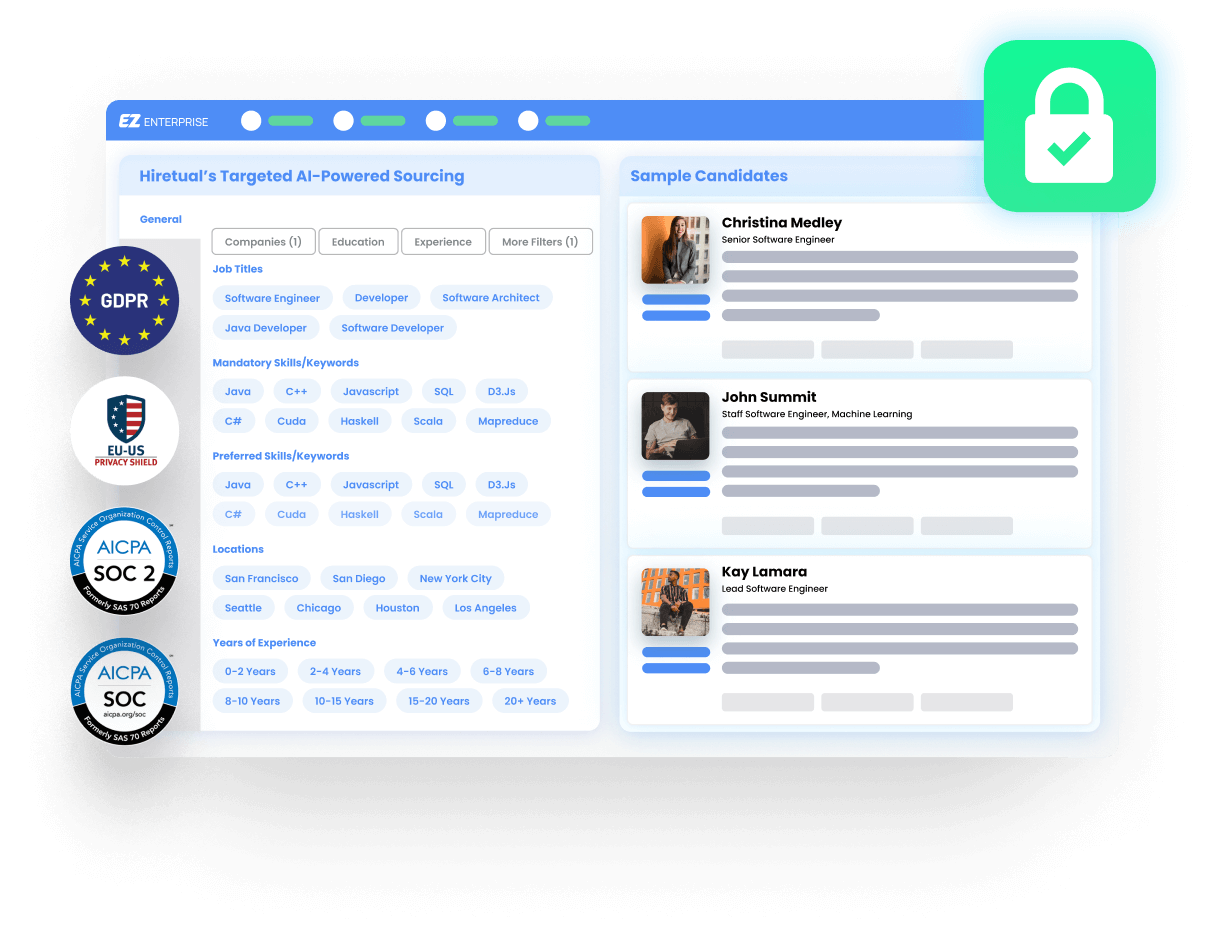 EZ ENTERPRISE
Hiretual's Targeted AI-Powered Sourcing
General
Companies (1) Education Experience More Filters (1)
Job Titles
Software Engineer Developer Software Architect
Java Developer Software Developer
Mandatory Skills/Keywords
Java C++ Javascript SQL D3.Js
C# Cuda Haskell Scala Mapreduce
Preferred Skills/Keywords
Java C++ Javascript SQL D3.Js
C# Cuda Haskell Scala Mapreduce
Locations
San Francisco San Diego New York City
Seattle Chicago Houston Los Angeles
Years of Experience
0-2 Years 2-4 Years 4-6 Years 6-8 Years
8-10 Years 10-15 Years 15-20 Years 20+ Years
GDPR
EU-US
PRIVACY SHIELD
AICPA Service Organization Control Reports
AICPA
SOC 2
Formerly SAS 70 Reports
™
AICPA Service Organization Control Reports
AICPA
SOC
aicpa.org/soc
Formerly SAS 70 Reports
™
Sample Candidates
Christina Medley
Senior Software Engineer
John Summit
Staff Software Engineer, Machine Learning
Kay Lamara
Lead Software Engineer